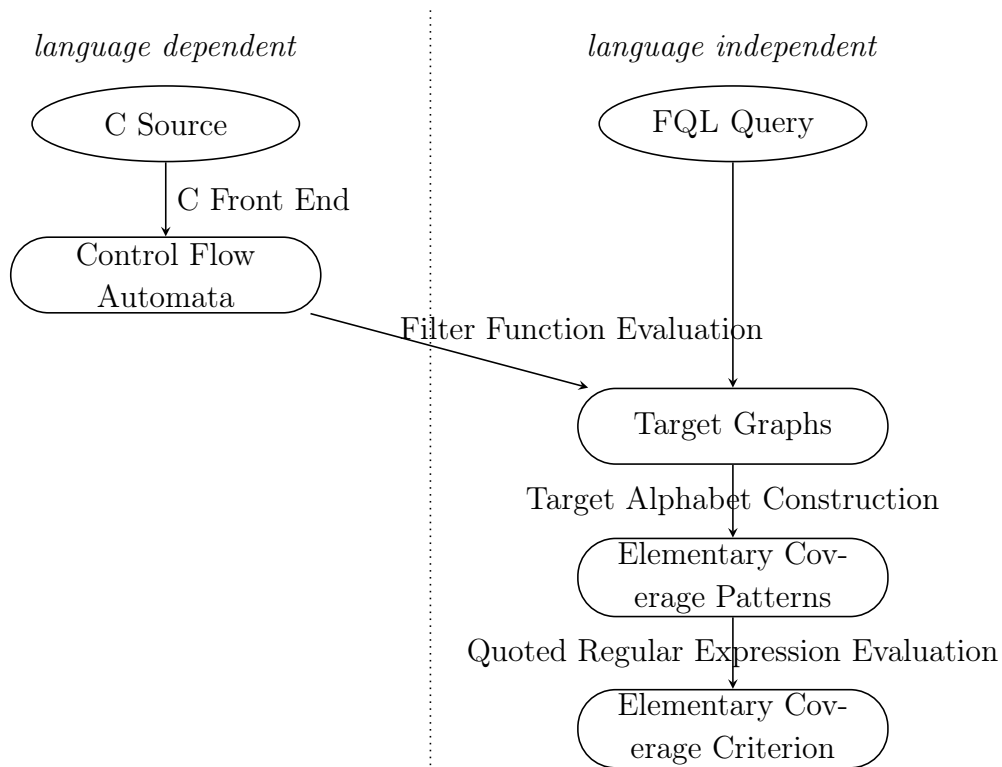 language dependent
language independent
C Source
FQL Query
C Front End
Control Flow
Automata
Filter Function Evaluation
Target Graphs
Target Alphabet Construction
Elementary Cov-
erage Patterns
Quoted Regular Expression Evaluation
Elementary Cov-
erage Criterion